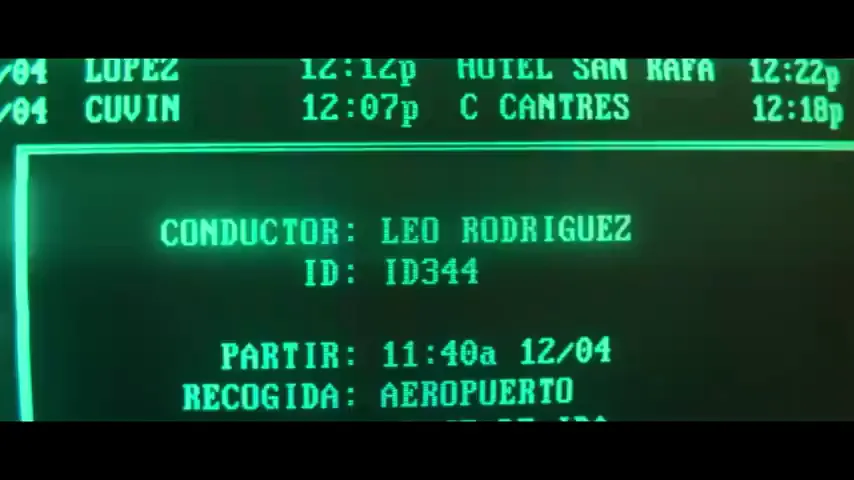 /04 LOPEZ 12:12p HOTEL SAN RAFA 12:22p
/04 CUVIN 12:07p C CANTRES 12:18p
CONDUCTOR: LEO RODRIGUEZ
ID: ID344
PARTIR: 11:40a 12/04
RECOGIDA: AEROPUERTO